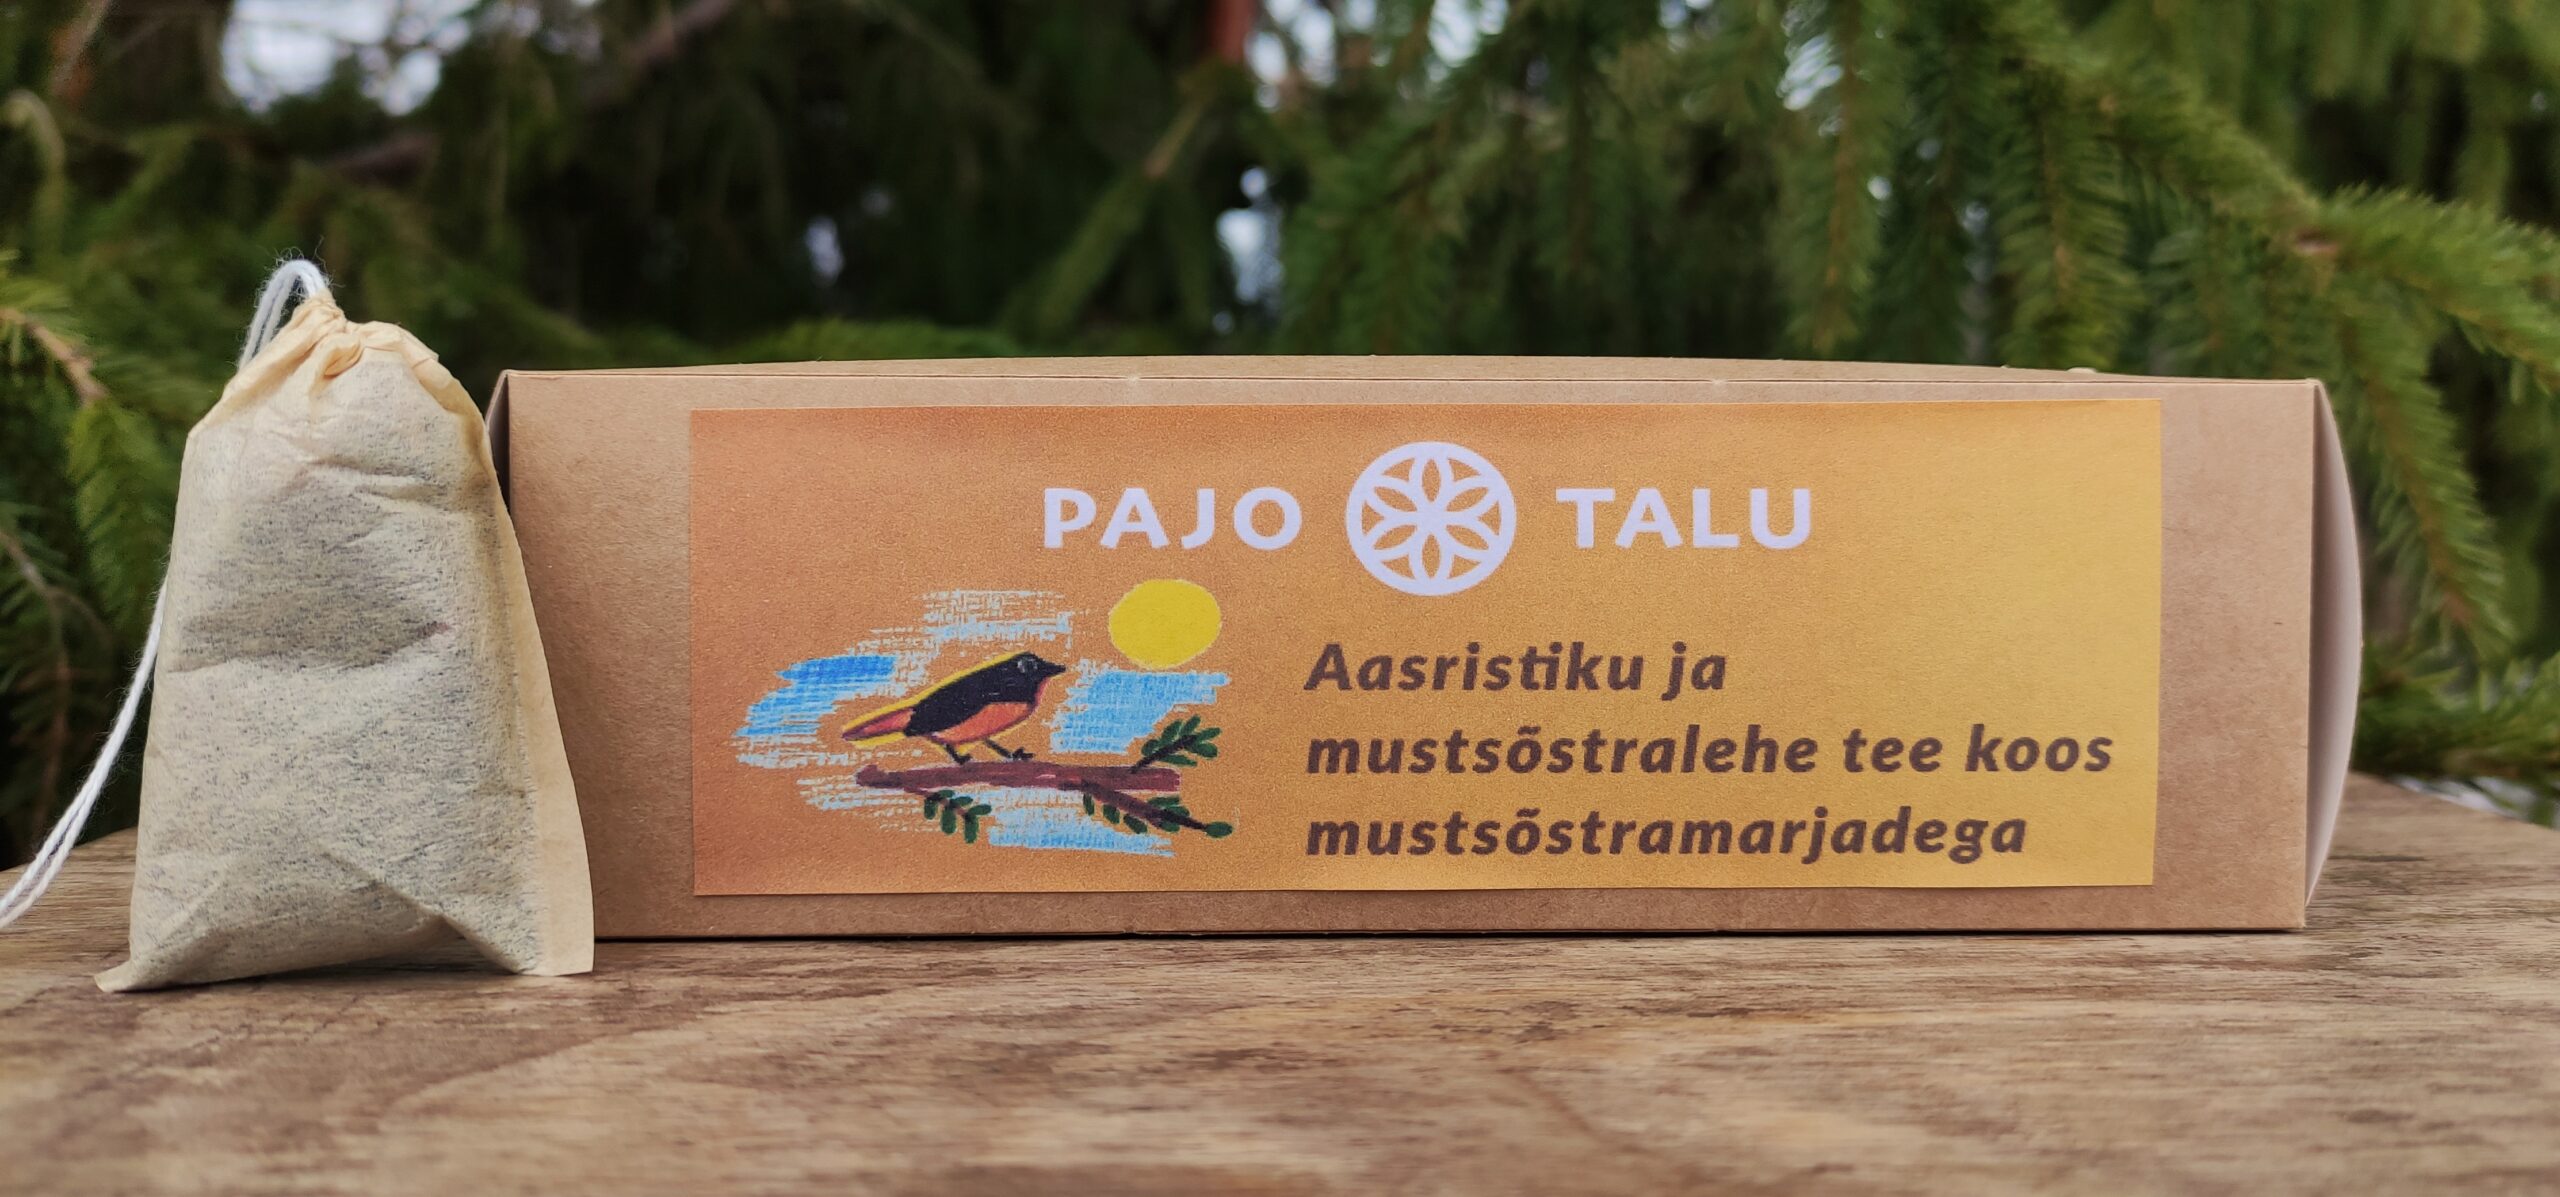 PAJO TALU
Aasristiku ja
mustsõstralehe tee koos
mustsõstramarjadega